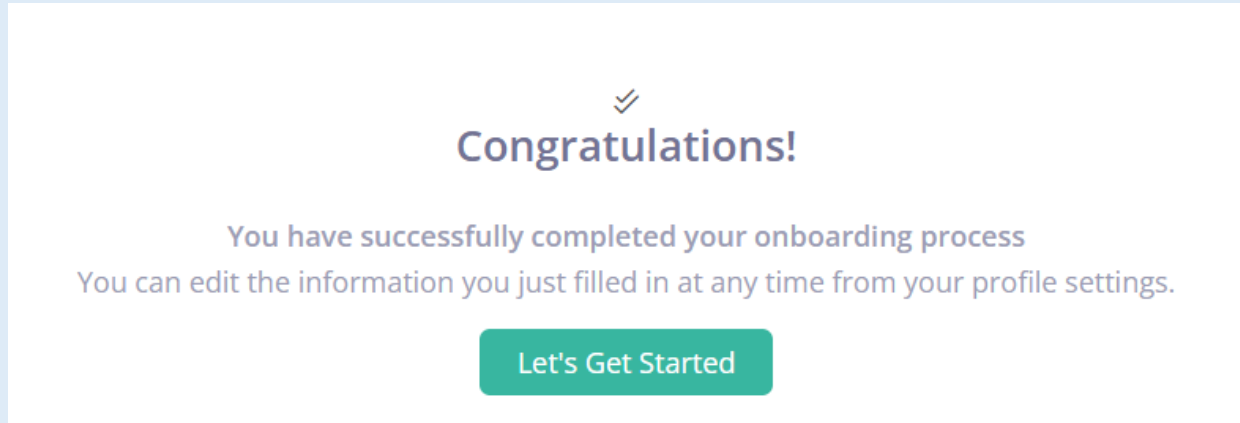 Congratulations!
You have successfully completed your onboarding process
You can edit the information you just filled in at any time from your profile settings.
Let's Get Started